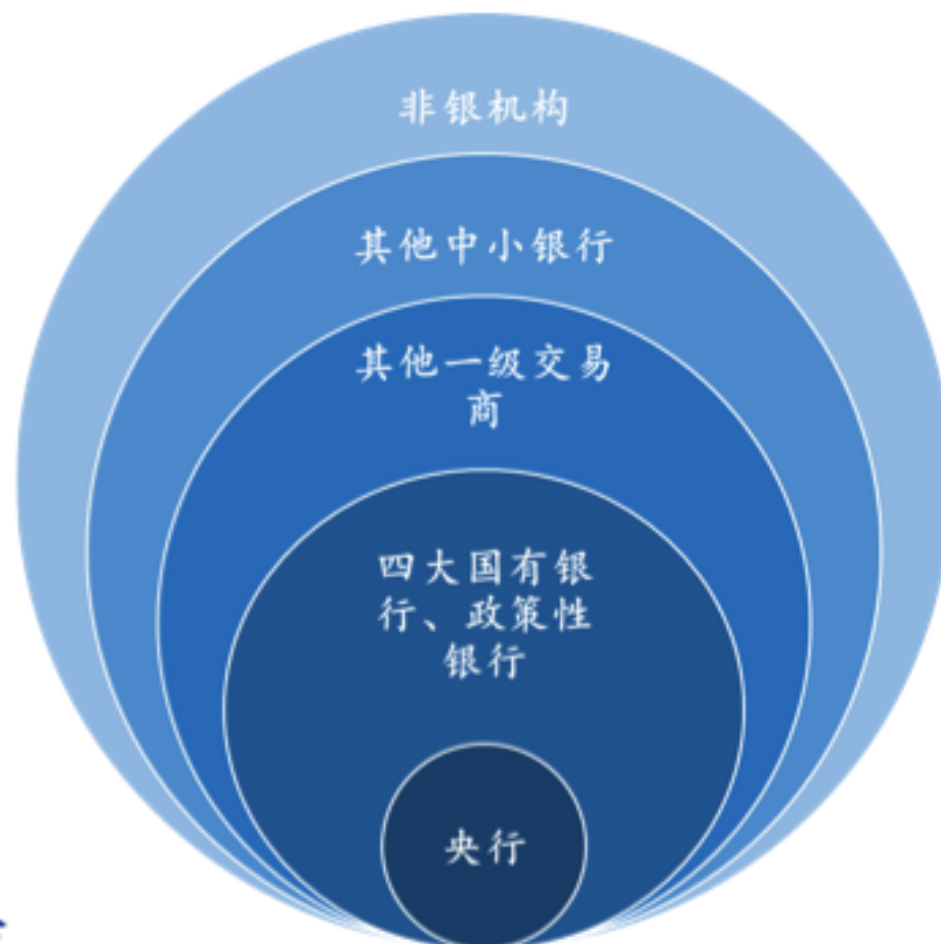 非银机构
其他中小银行
其他一级交易
商
四大国有银
行、政策性
银行
央行